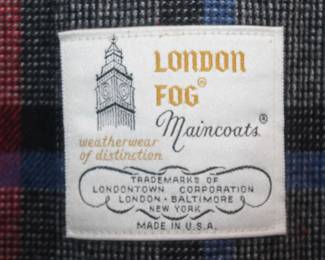 LONDON
FOG®
Maincoats®
weatherwear
of distinction
TRADEMARKS OF
LONDONTOWN CORPORATION
LONDON · BALTIMORE
NEW YORK
MADE IN U.S.A.